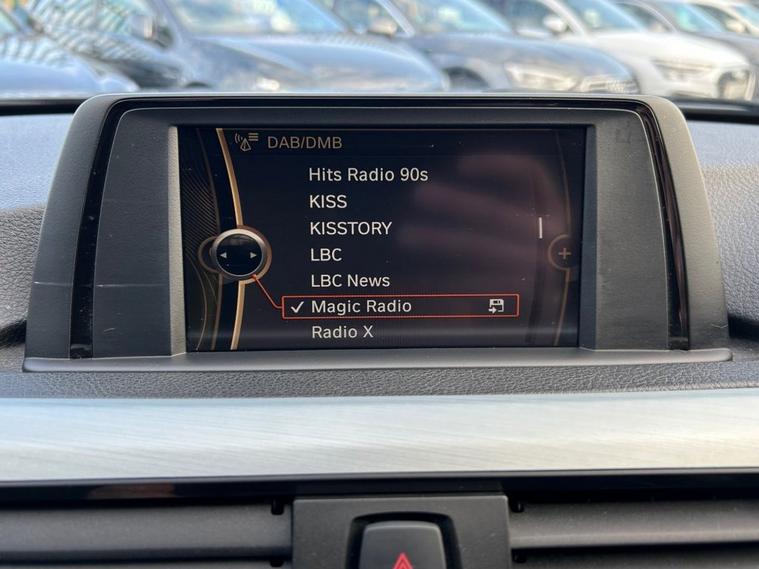 DAB/DMB
Hits Radio 90s
KISS
KISSTORY
LBC
LBC News
Magic Radio
Radio X